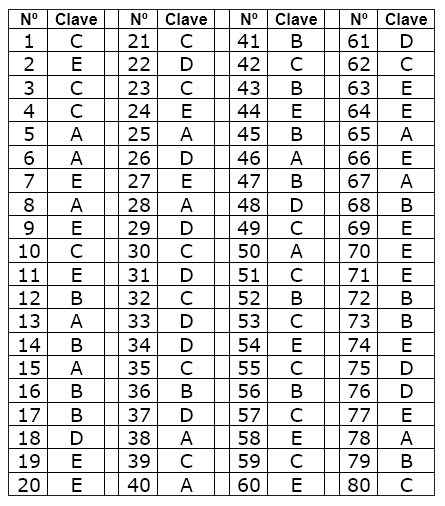 Nº Clave Nº Clave Nº Clave Nº Clave
1 C 21 C 41 B 61 D
2 E 22 D 42 C 62 C
3 C 23 C 43 B 63 E
4 C 24 E 44 E 64 E
5 A 25 A 45 B 65 A
6 A 26 D 46 A 66 E
7 E 27 E 47 B 67 A
8 A 28 A 48 D 68 B
9 E 29 D 49 C 69 E
10 C 30 C 50 A 70 E
11 E 31 D 51 C 71 E
12 B 32 C 52 B 72 B
13 A 33 D 53 C 73 B
14 B 34 D 54 E 74 E
15 A 35 C 55 C 75 D
16 B 36 B 56 B 76 D
17 B 37 D 57 C 77 E
18 D 38 A 58 E 78 A
19 E 39 C 59 C 79 B
20 E 40 A 60 E 80 C